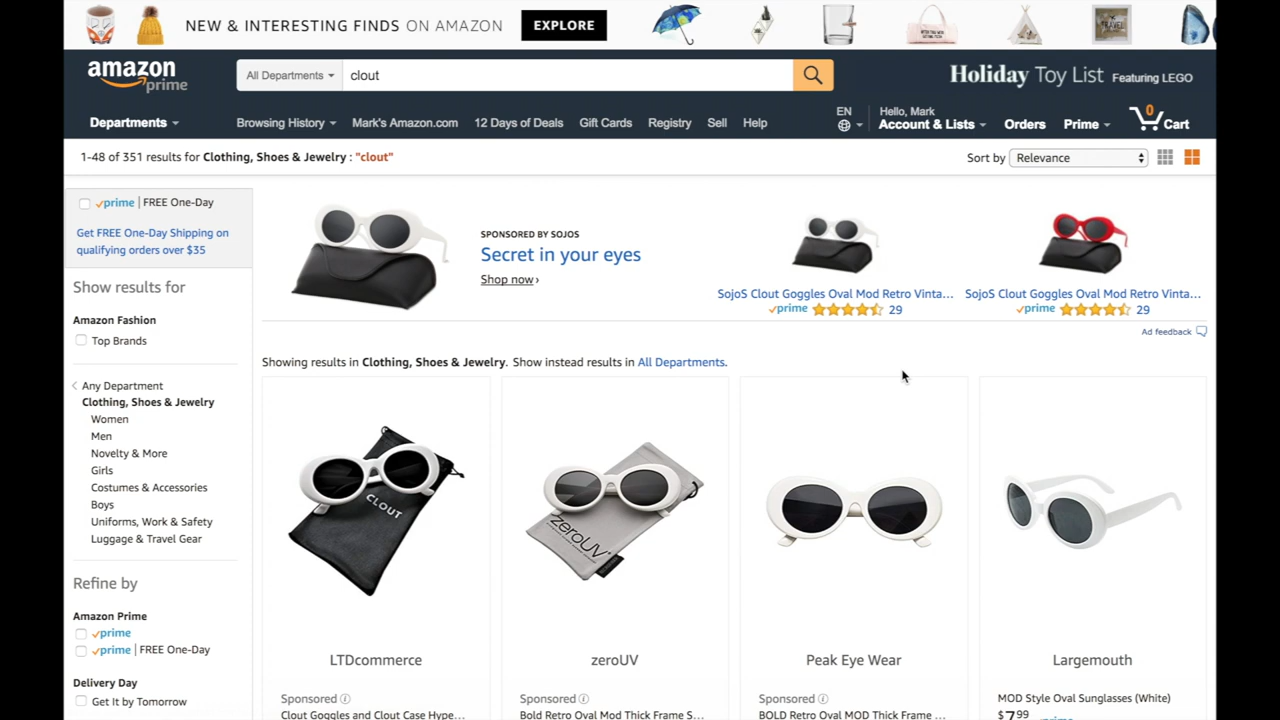 NEW & INTERESTING FINDS ON AMAZON
EXPLORE
TRAVEL
amazon
prime
All Departments
clout
Holiday Toy List Featuring LEGO
Departments
Browsing History
Mark's Amazon.com
12 Days of Deals
Gift Cards
Registry
Sell
Help
EN
Hello, Mark
Account & Lists
Orders
Prime
0
Cart
1-48 of 351 results for Clothing, Shoes & Jewelry : "clout"
Sort by
Relevance
prime | FREE One-Day
Get FREE One-Day Shipping on
qualifying orders over $35
Show results for
Amazon Fashion
Top Brands
Any Department
Clothing, Shoes & Jewelry
Women
Men
Novelty & More
Girls
Costumes & Accessories
Boys
Uniforms, Work & Safety
Luggage & Travel Gear
Refine by
Amazon Prime
prime
prime | FREE One-Day
Delivery Day
Get It by Tomorrow
SPONSORED BY SOJOS
Secret in your eyes
Shop now ›
SojoS Clout Goggles Oval Mod Retro Vinta...
prime
29
SojoS Clout Goggles Oval Mod Retro Vinta...
prime
29
Ad feedback
Showing results in Clothing, Shoes & Jewelry. Show instead results in All Departments.
CLOUT
LTDcommerce
Sponsored
Clout Goggles and Clout Case Hype...
zeroUV
zeroUV
Sponsored
Bold Retro Oval Mod Thick Frame S...
Peak Eye Wear
Sponsored
BOLD Retro Oval MOD Thick Frame ...
Largemouth
MOD Style Oval Sunglasses (White)
$7.99
prime